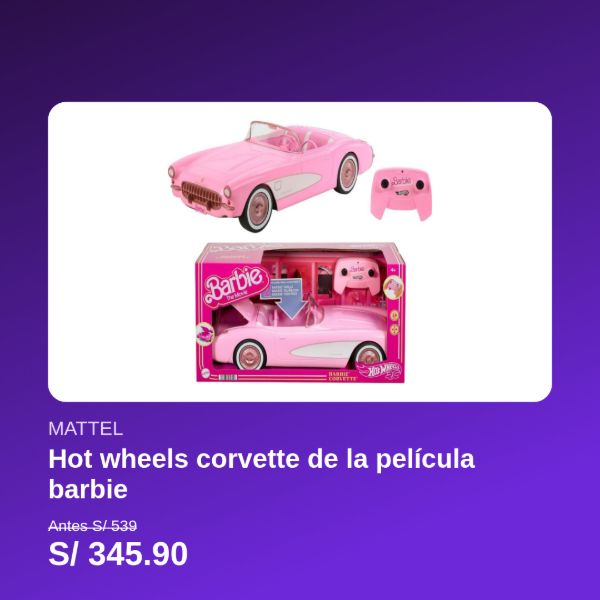 Barbie
Barbie
The Movie
BARBIE
CORVETTE
HOT WHEELS
MATTEL
Hot wheels corvette de la película
barbie
Antes S/ 539
S/ 345.90